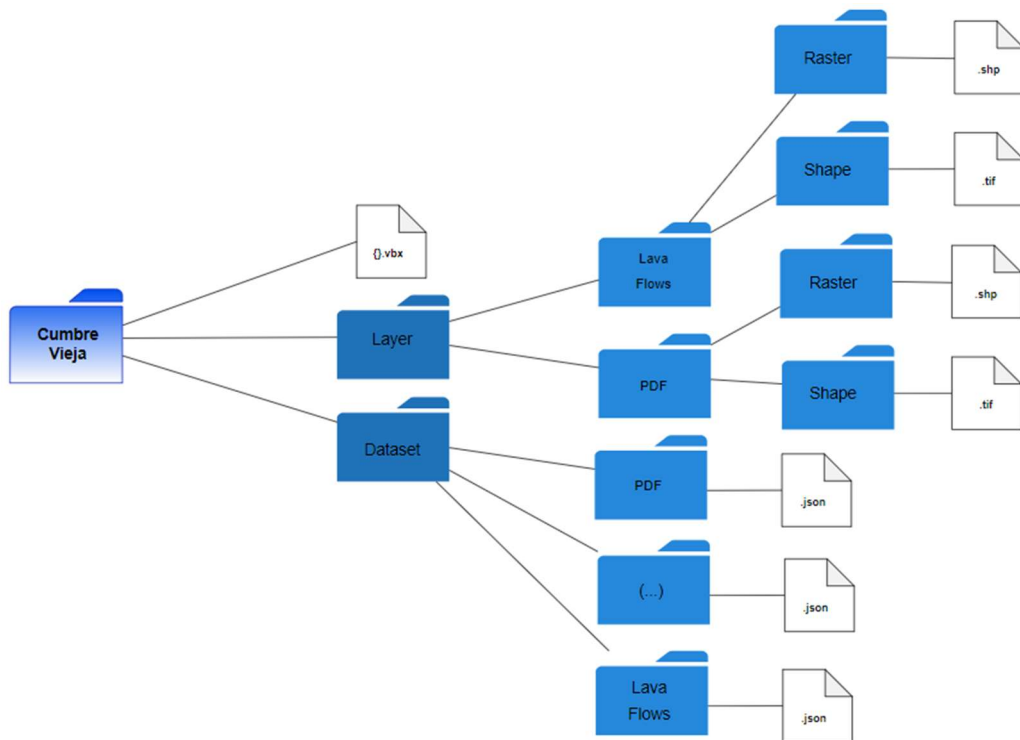 Raster
.shp
Shape
.tif
{}.vbx
Lava
Flows
Raster
.shp
Cumbre
Vieja
Layer
PDF
Shape
.tif
Dataset
PDF
.json
(...)
.json
Lava
Flows
.json